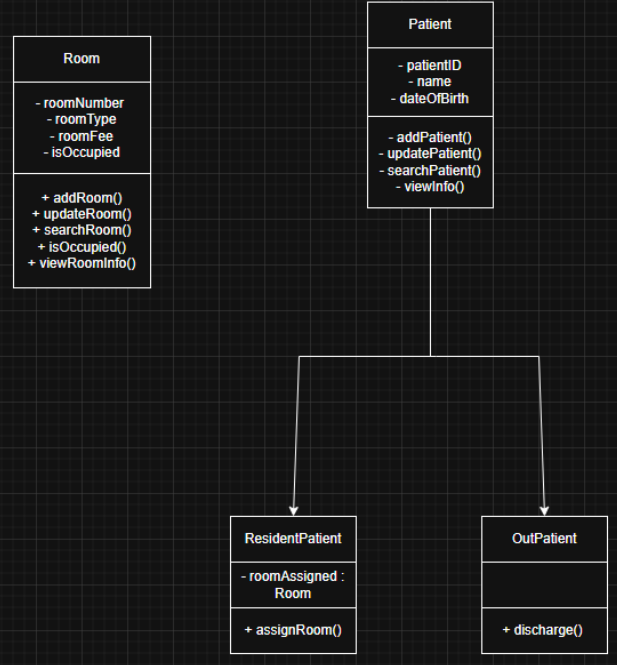 Room
- roomNumber
- roomType
- roomFee
- isOccupied
+ addRoom()
+ updateRoom()
+ searchRoom()
+ isOccupied()
+ viewRoomInfo()
Patient
- patientID
- name
- dateOfBirth
- addPatient()
- updatePatient()
- searchPatient()
- viewInfo()
ResidentPatient
- roomAssigned :
Room
+ assignRoom()
OutPatient
+ discharge()